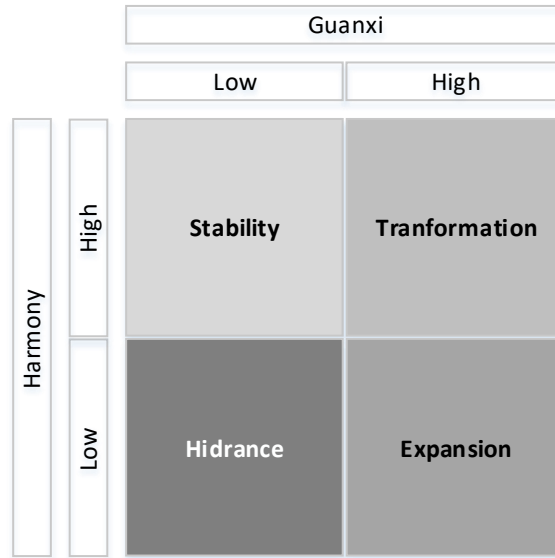 Guanxi
Low High
High
Stability Tranformation
Harmony
Low
Hidrance Expansion